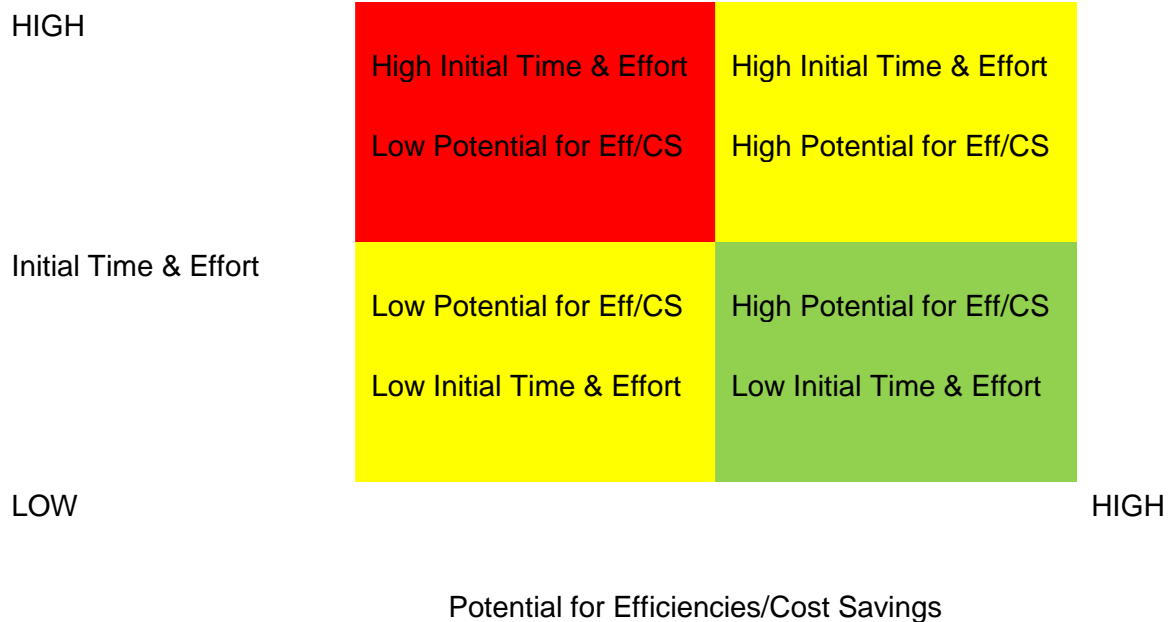 HIGH
High Initial Time & Effort
High Initial Time & Effort
Low Potential for Eff/CS
High Potential for Eff/CS
Initial Time & Effort
Low Potential for Eff/CS
High Potential for Eff/CS
Low Initial Time & Effort
Low Initial Time & Effort
LOW
HIGH
Potential for Efficiencies/Cost Savings